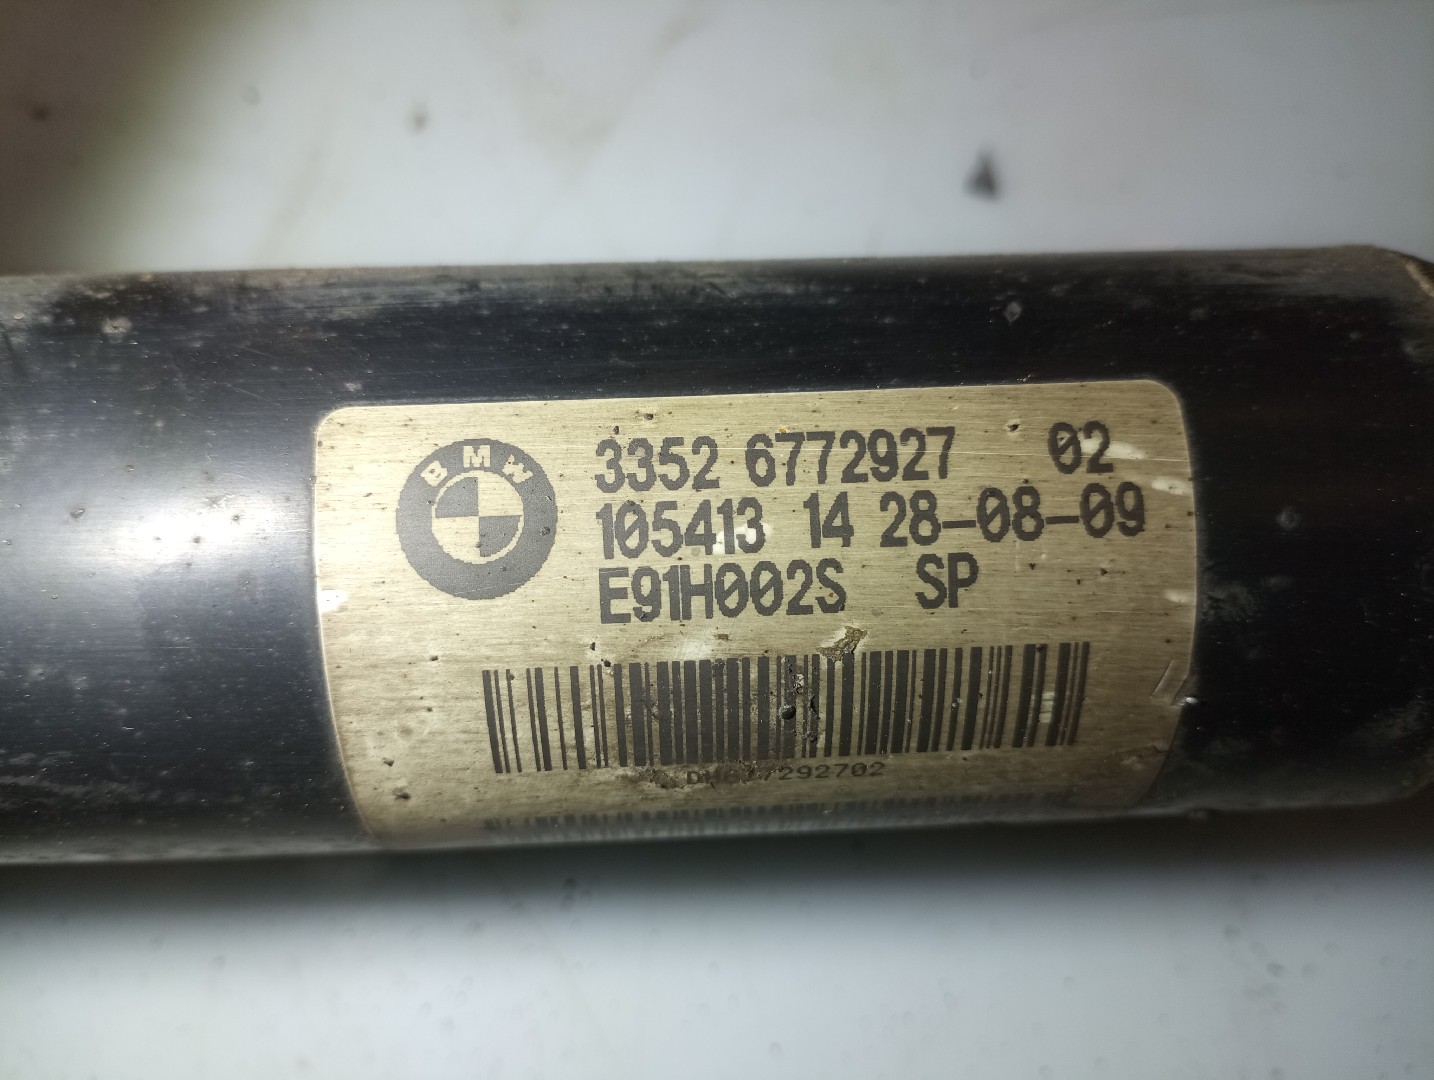 BMW
3352 6772927 02
105413 14 28-08-09
E91H002S SP